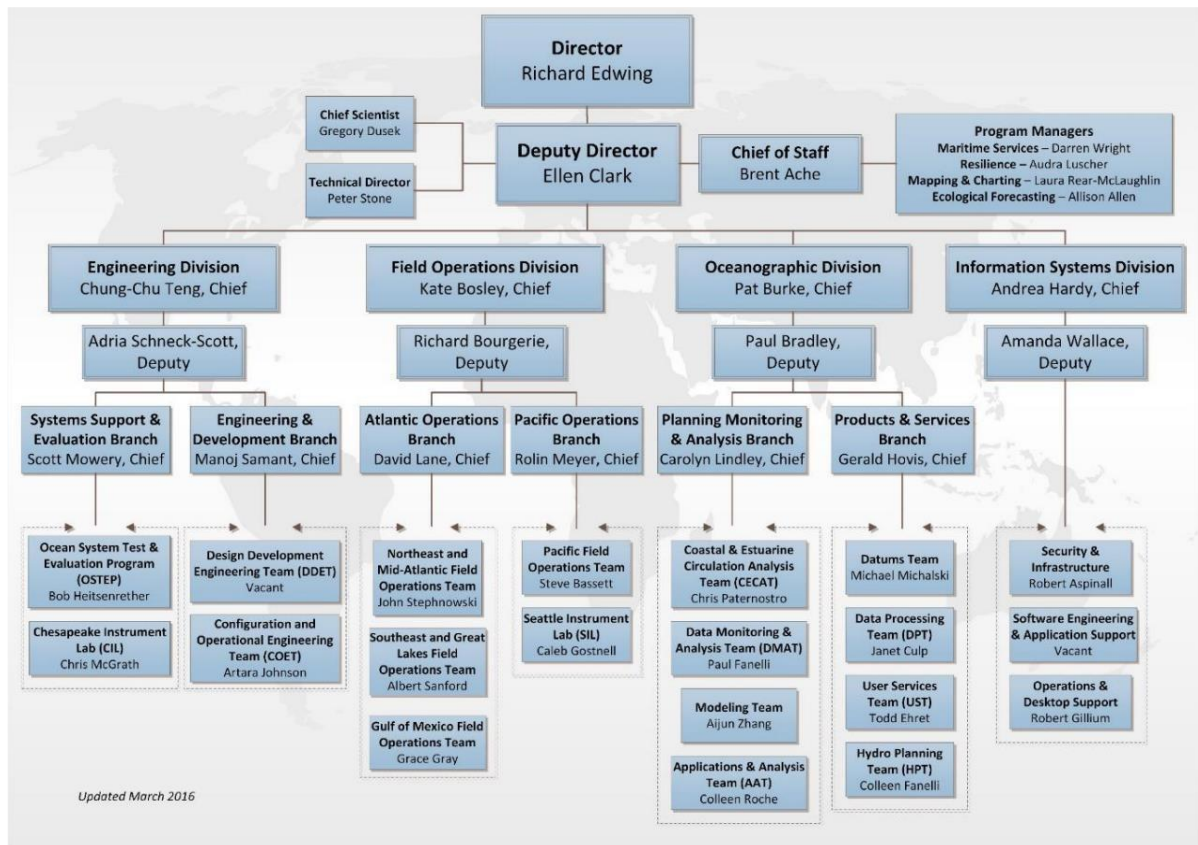 Director
Richard Edwing
Chief Scientist
Gregory Dusek
Technical Director
Peter Stone
Deputy Director
Ellen Clark
Chief of Staff
Brent Ache
Program Managers
Maritime Services – Darren Wright
Resilience – Audra Luscher
Mapping & Charting – Laura Rear-McLaughlin
Ecological Forecasting – Allison Allen
Engineering Division
Chung-Chu Teng, Chief
Field Operations Division
Kate Bosley, Chief
Oceanographic Division
Pat Burke, Chief
Information Systems Division
Andrea Hardy, Chief
Adria Schneck-Scott,
Deputy
Richard Bourgerie,
Deputy
Paul Bradley,
Deputy
Amanda Wallace,
Deputy
Systems Support &
Evaluation Branch
Scott Mowery, Chief
Engineering &
Development Branch
Manoj Samant, Chief
Atlantic Operations
Branch
David Lane, Chief
Pacific Operations
Branch
Rolin Meyer, Chief
Planning Monitoring
& Analysis Branch
Carolyn Lindley, Chief
Products & Services
Branch
Gerald Hovis, Chief
Ocean System Test &
Evaluation Program
(OSTEP)
Bob Heitsenrether
Chesapeake Instrument
Lab (CIL)
Chris McGrath
Design Development
Engineering Team (DDET)
Vacant
Configuration and
Operational Engineering
Team (COET)
Artara Johnson
Northeast and
Mid-Atlantic Field
Operations Team
John Stephnowski
Southeast and Great
Lakes Field
Operations Team
Albert Sanford
Gulf of Mexico Field
Operations Team
Grace Gray
Pacific Field
Operations Team
Steve Bassett
Seattle Instrument
Lab (SIL)
Caleb Gostnell
Coastal & Estuarine
Circulation Analysis
Team (CECAT)
Chris Paternostro
Data Monitoring &
Analysis Team (DMAT)
Paul Fanelli
Modeling Team
Aijun Zhang
Applications & Analysis
Team (AAT)
Colleen Roche
Datums Team
Michael Michalski
Data Processing
Team (DPT)
Janet Culp
User Services
Team (UST)
Todd Ehret
Hydro Planning
Team (HPT)
Colleen Fanelli
Security &
Infrastructure
Robert Aspinall
Software Engineering
& Application Support
Vacant
Operations &
Desktop Support
Robert Gillium
Updated March 2016